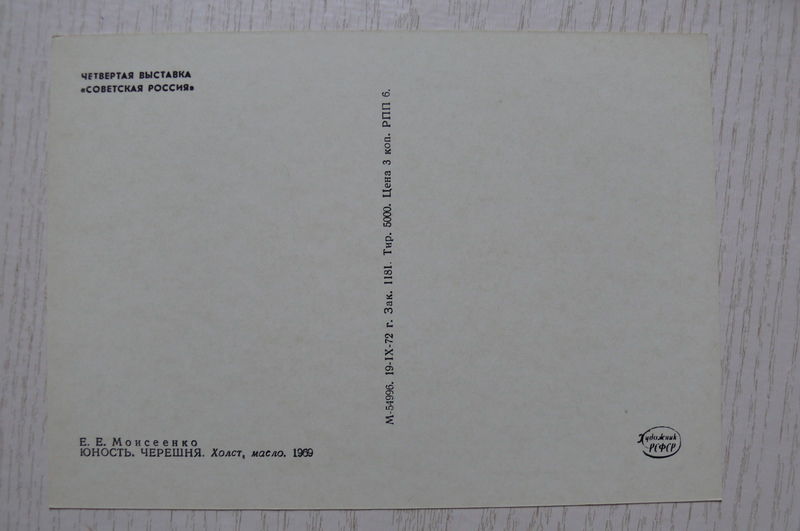 ЧЕТВЕРТАЯ ВЫСТАВКА
«СОВЕТСКАЯ РОССИЯ»
М-54996. 19-IX-72 г. Зак. 1181. Тир. 5000. Цена 3 коп. РПП 6.
Е. Е. Моисеенко
ЮНОСТЬ. ЧЕРЕШНЯ. Холст, масло. 1969
Художник
РСФСР